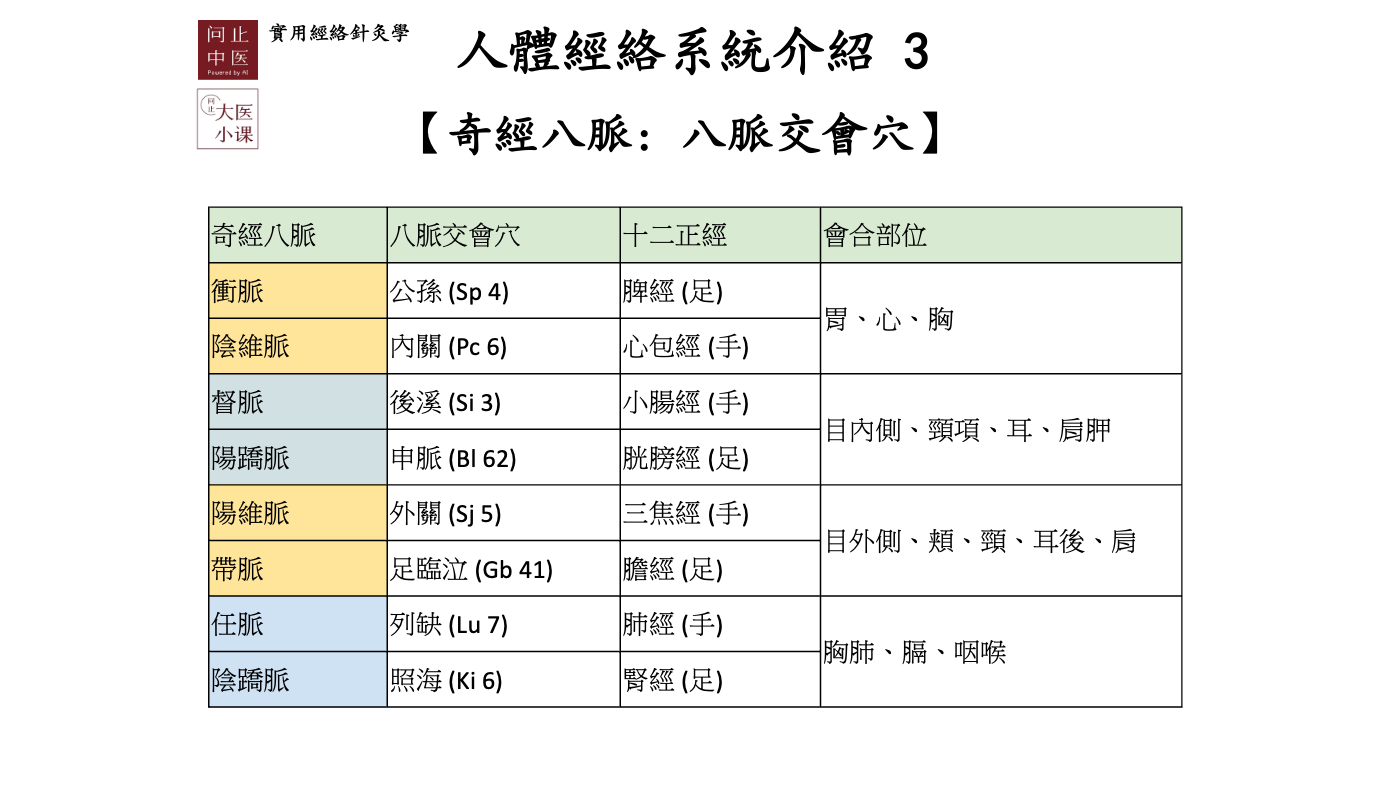 问止
中医
Powered by AI
實用經絡針灸學
人體經絡系統介紹 3
问止
大医
小课
【奇經八脈：八脈交會穴】
奇經八脈 八脈交會穴 十二正經 會合部位
衝脈 公孫 (Sp 4) 脾經 (足)
胃、心、胸
陰維脈 內關 (Pc 6) 心包經 (手)
督脈 後溪 (Si 3) 小腸經 (手)
目內側、頸項、耳、肩胛
陽蹻脈 申脈 (Bl 62) 胱膀經 (足)
陽維脈 外關 (Sj 5) 三焦經 (手)
目外側、頰、頸、耳後、肩
帶脈 足臨泣 (Gb 41) 膽經 (足)
任脈 列缺 (Lu 7) 肺經 (手)
胸肺、膈、咽喉
陰蹻脈 照海 (Ki 6) 腎經 (足)